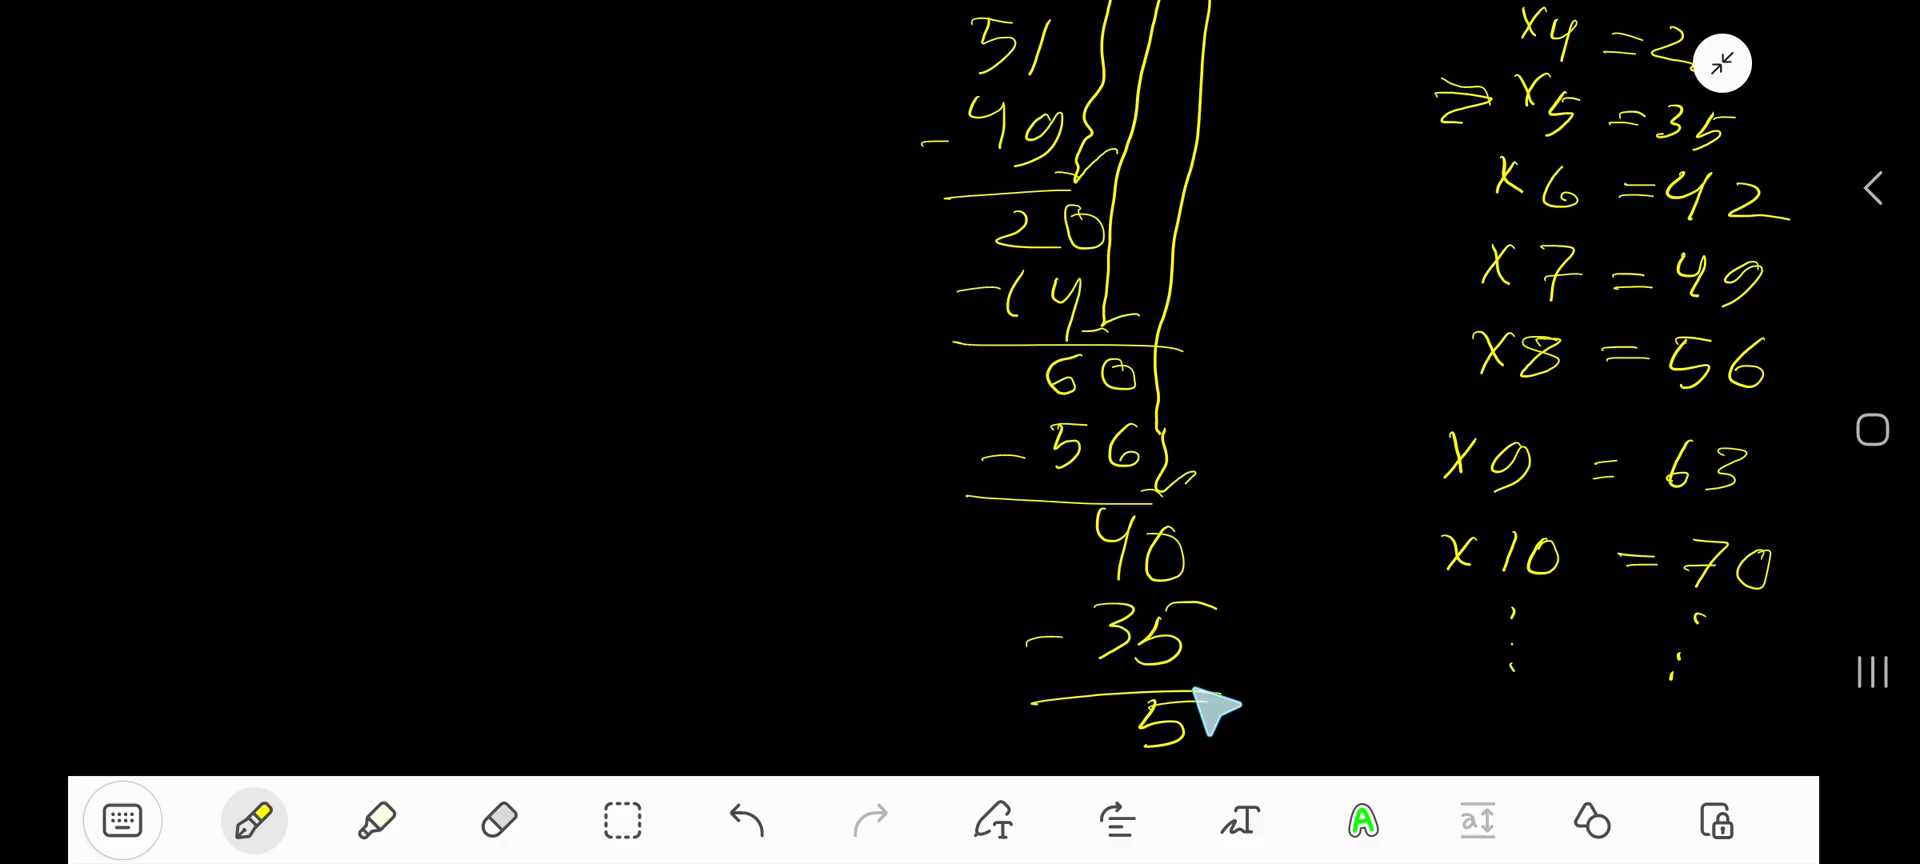 51
- 49
20
- 14
60
- 56
40
- 35
5
x4 = 2
x5 = 35
x6 = 42
x7 = 49
x8 = 56
x9 = 63
x10 = 70